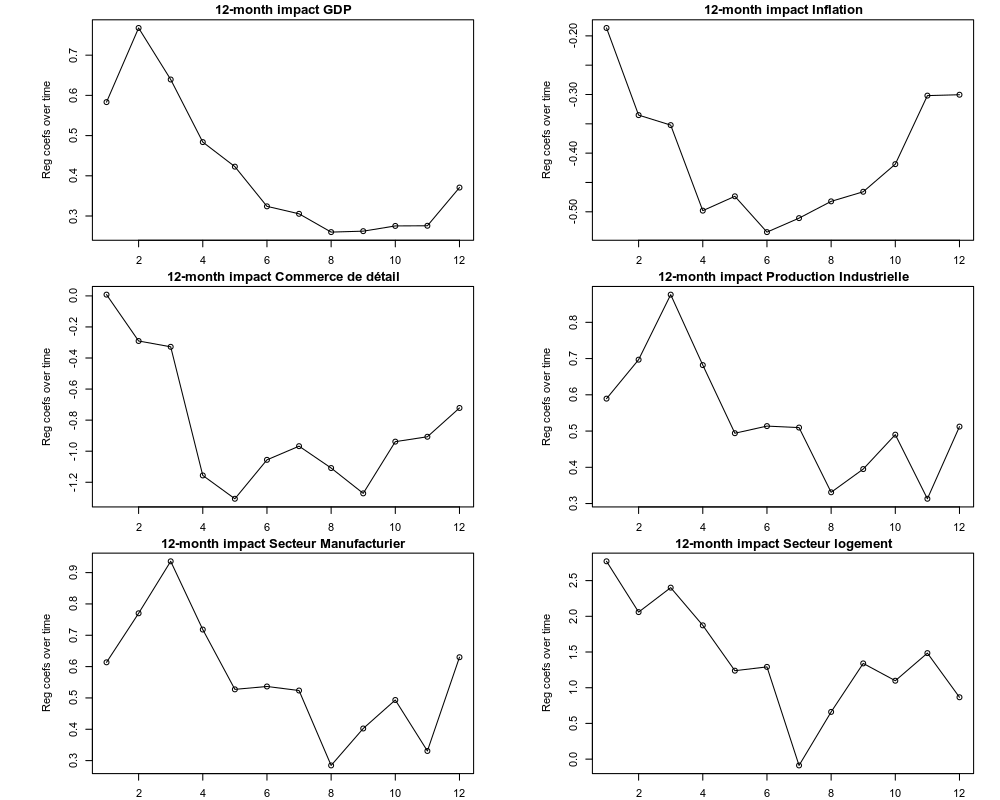 12-month impact GDP
Reg coefs over time
0.3 0.4 0.5 0.6 0.7
2 4 6 8 10 12
12-month impact Inflation
Reg coefs over time
-0.50 -0.40 -0.30 -0.20
2 4 6 8 10 12
12-month impact Commerce de détail
Reg coefs over time
-1.2 -1.0 -0.8 -0.6 -0.4 -0.2 0.0
2 4 6 8 10 12
12-month impact Production Industrielle
Reg coefs over time
0.3 0.4 0.5 0.6 0.7 0.8
2 4 6 8 10 12
12-month impact Secteur Manufacturier
Reg coefs over time
0.3 0.4 0.5 0.6 0.7 0.8 0.9
2 4 6 8 10 12
12-month impact Secteur logement
Reg coefs over time
0.0 0.5 1.0 1.5 2.0 2.5
2 4 6 8 10 12